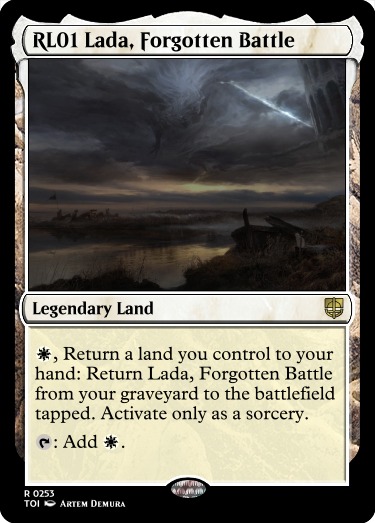 RL01 Lada, Forgotten Battle
Legendary Land
, Return a land you control to your
hand: Return Lada, Forgotten Battle
from your graveyard to the battlefield
tapped. Activate only as a sorcery.
: Add .
R 0253
TOI Artem Demura